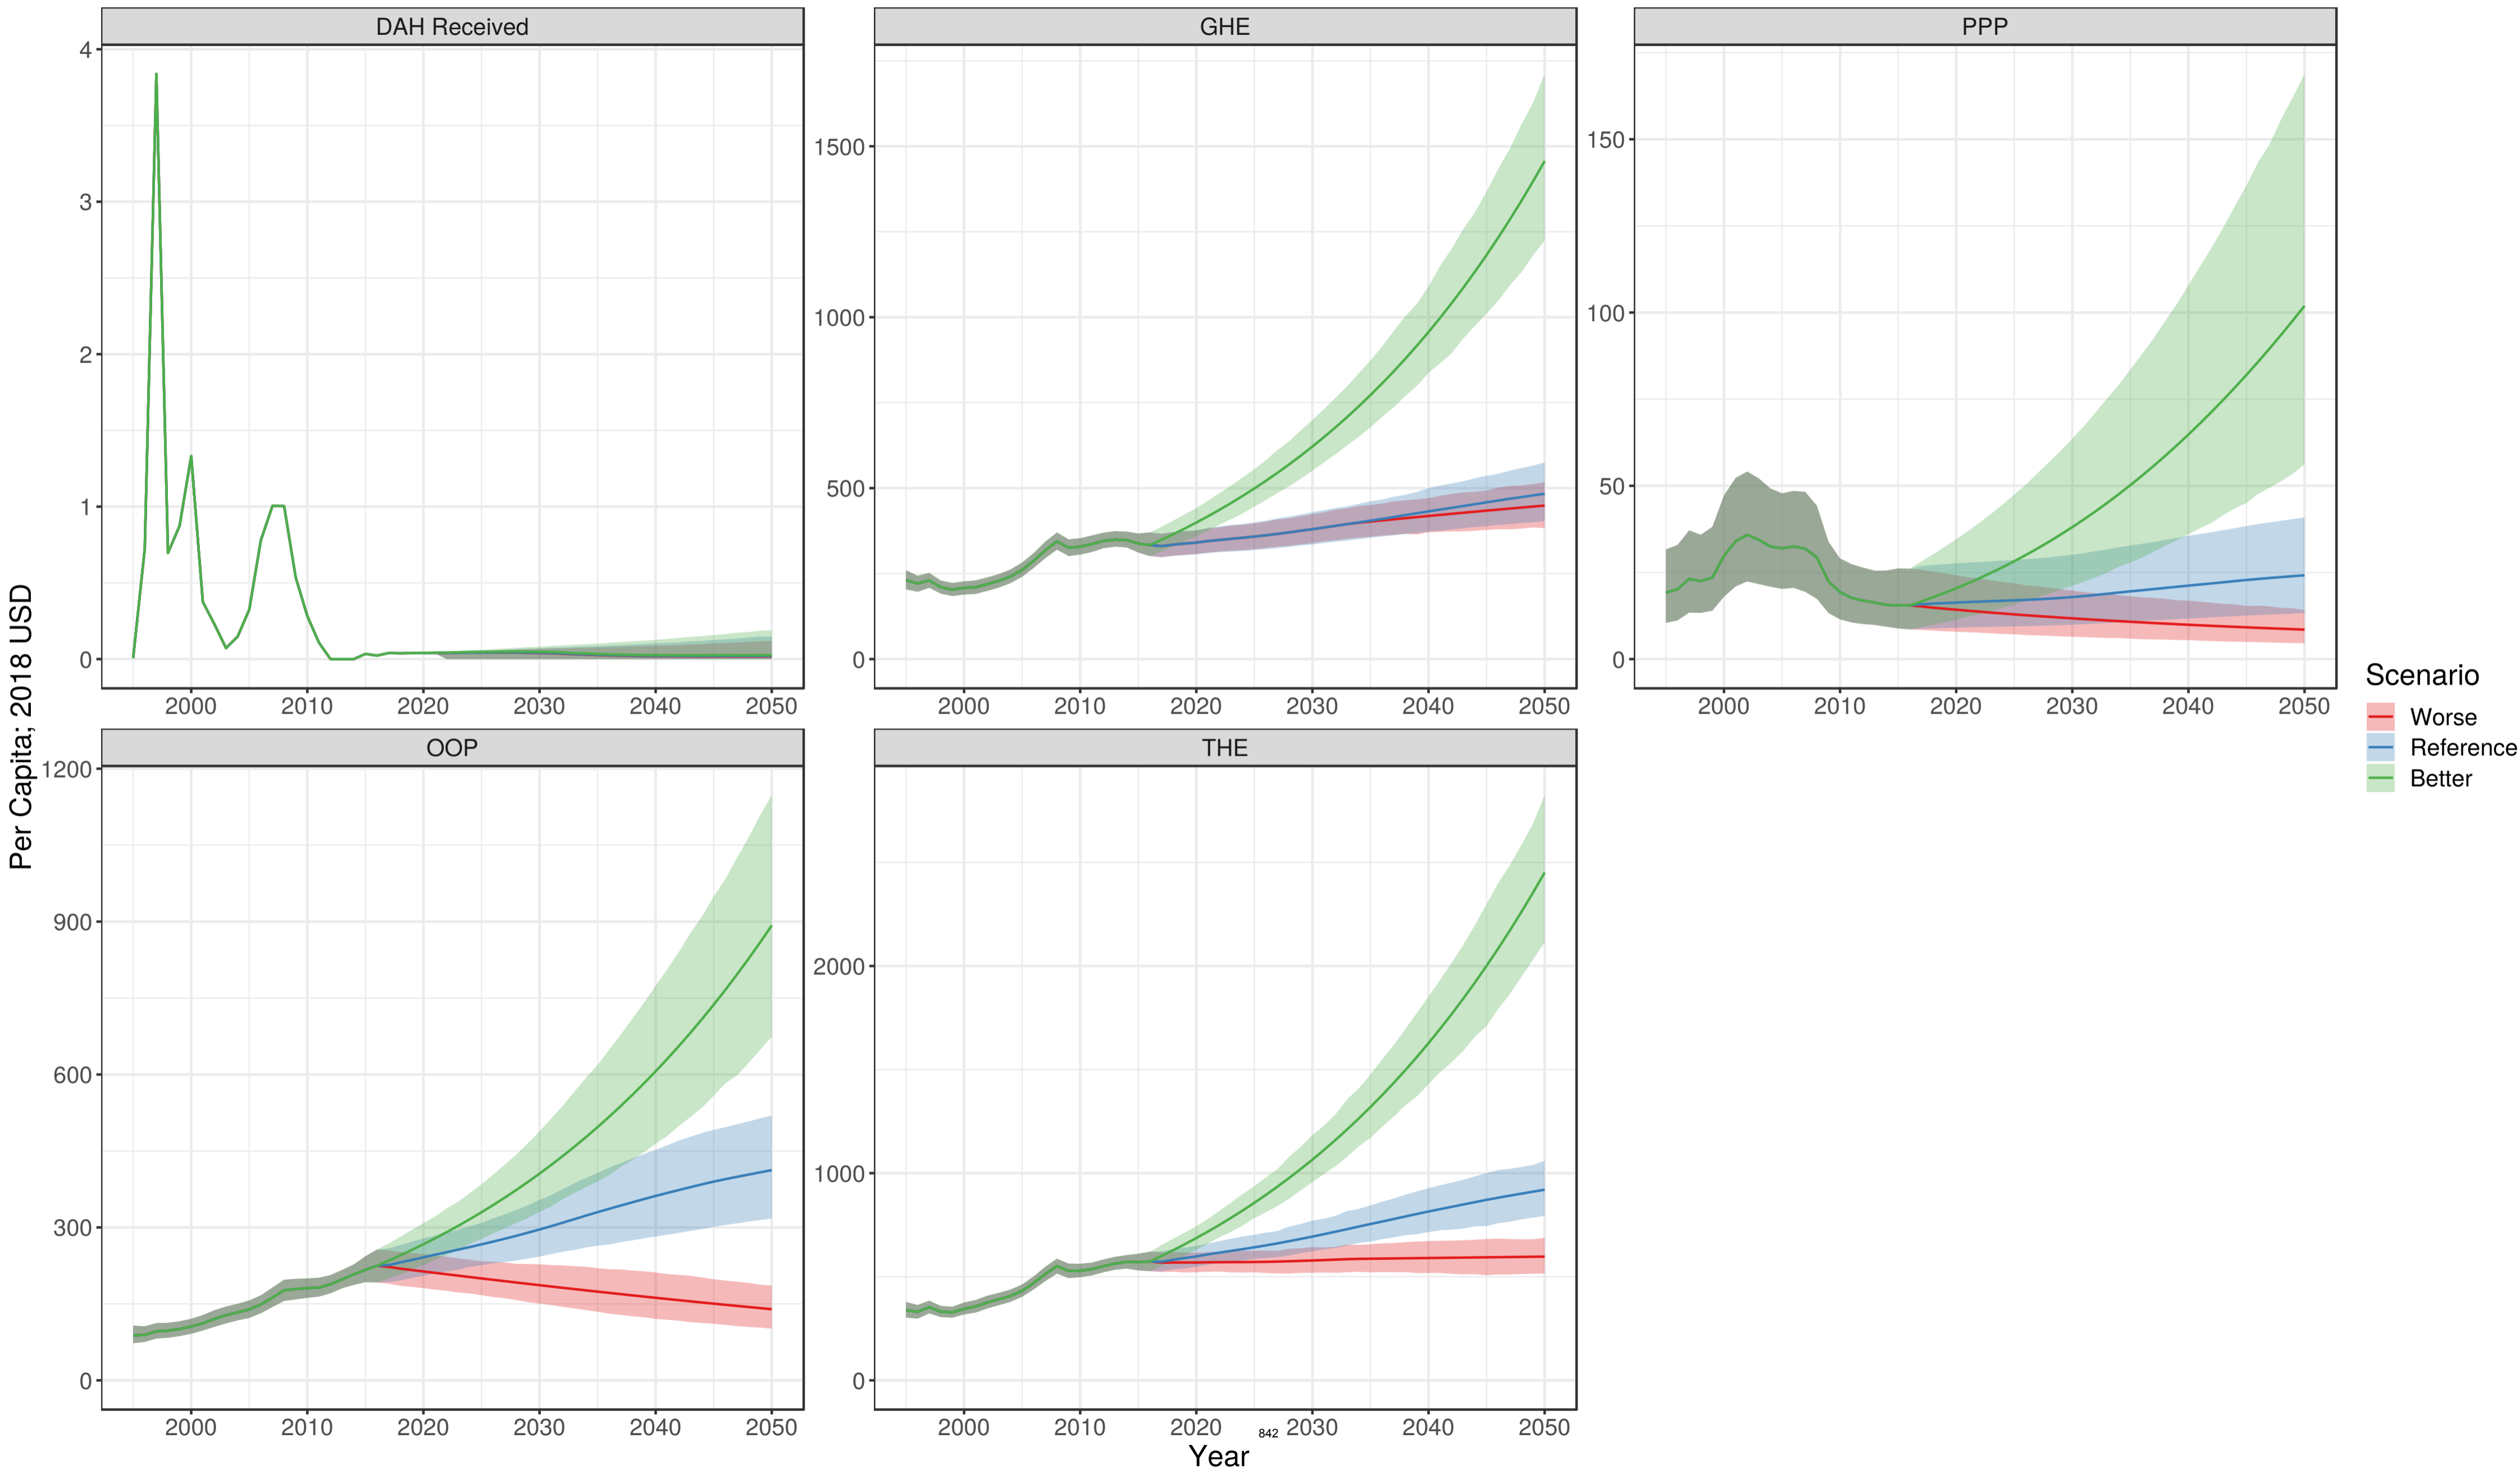 DAH Received
GHE
PPP
4
3
2
1
0
1500
1000
500
0
150
100
50
0
2000 2010 2020 2030 2040 2050
2000 2010 2020 2030 2040 2050
2000 2010 2020 2030 2040 2050
OOP
THE
1200
900
600
300
0
2000
1000
0
2000 2010 2020 2030 2040 2050
2000 2010 2020 2030 2040 2050
Per Capita; 2018 USD
Year
842
Scenario
Worse
Reference
Better